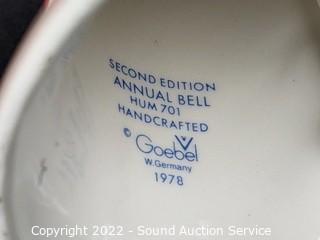 SECOND EDITION
ANNUAL BELL
HUM 701
HANDCRAFTED
© Goebel
W. Germany
1978
Copyright 2022 - Sound Auction Service